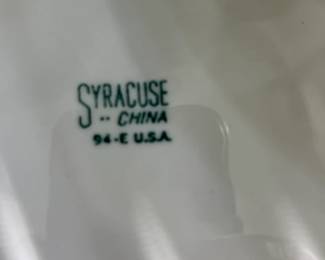 SYRACUSE
-- CHINA
94-E U.S.A.